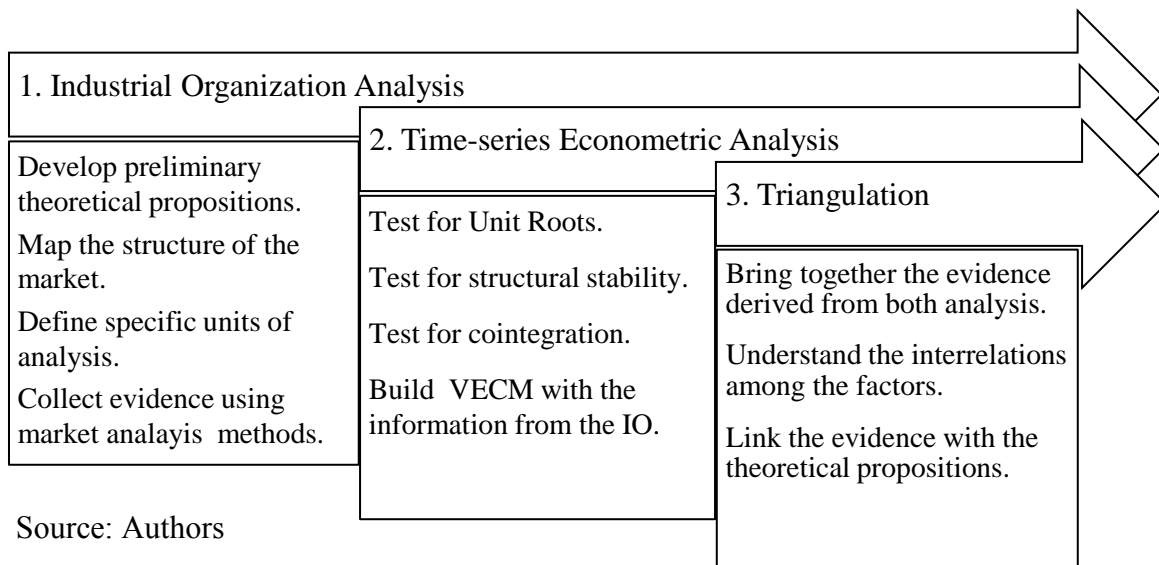 1. Industrial Organization Analysis
Develop preliminary
theoretical propositions.
Map the structure of the
market.
Define specific units of
analysis.
Collect evidence using
market analayis methods.
2. Time-series Econometric Analysis
Test for Unit Roots.
Test for structural stability.
Test for cointegration.
Build VECM with the
information from the IO.
3. Triangulation
Bring together the evidence
derived from both analysis.
Understand the interrelations
among the factors.
Link the evidence with the
theoretical propositions.
Source: Authors